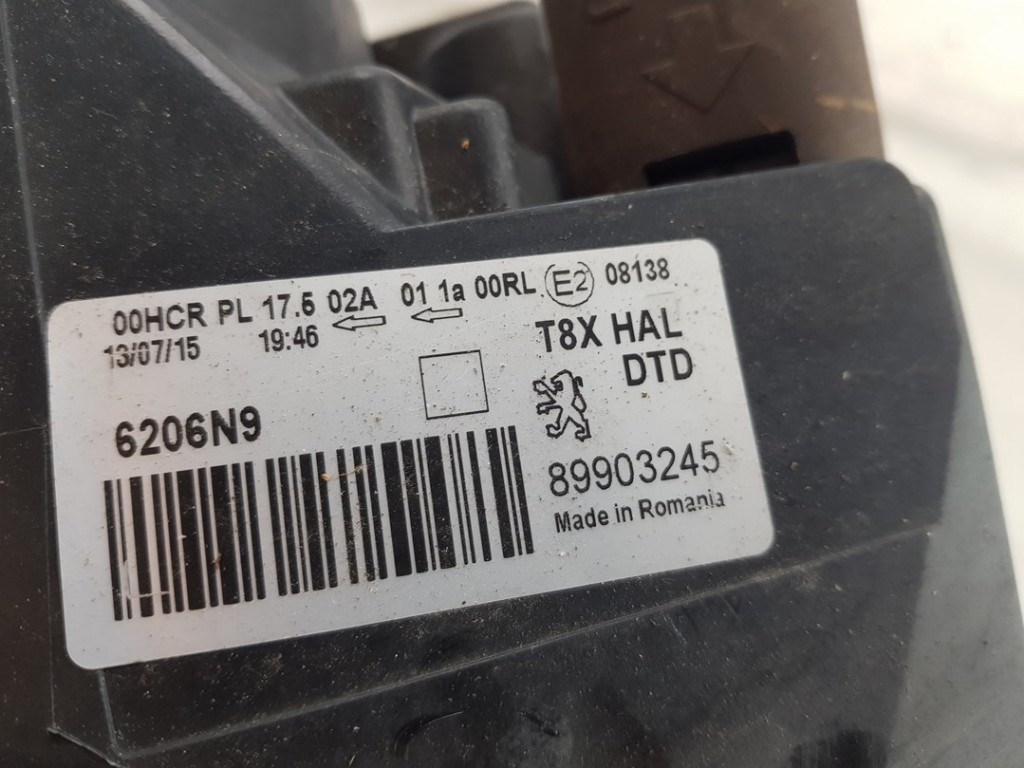 00HCR PL 17.5 02A 01 1a 00RL E2 08138
13/07/15 19:46
T8X HAL
DTD
6206N9
89903245
Made in Romania